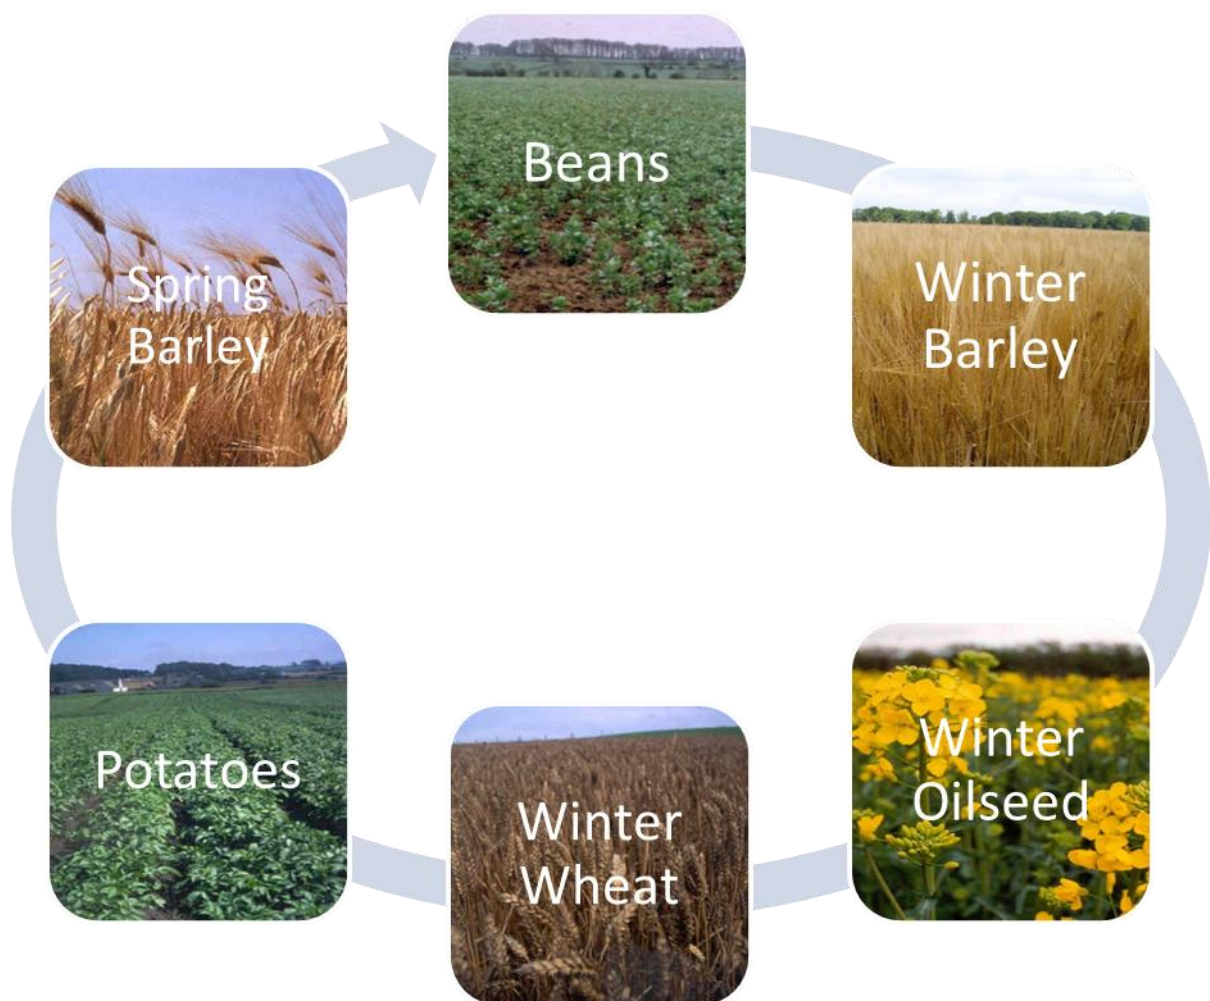 Beans
Winter
Barley
Winter
Oilseed
Winter
Wheat
Potatoes
Spring
Barley